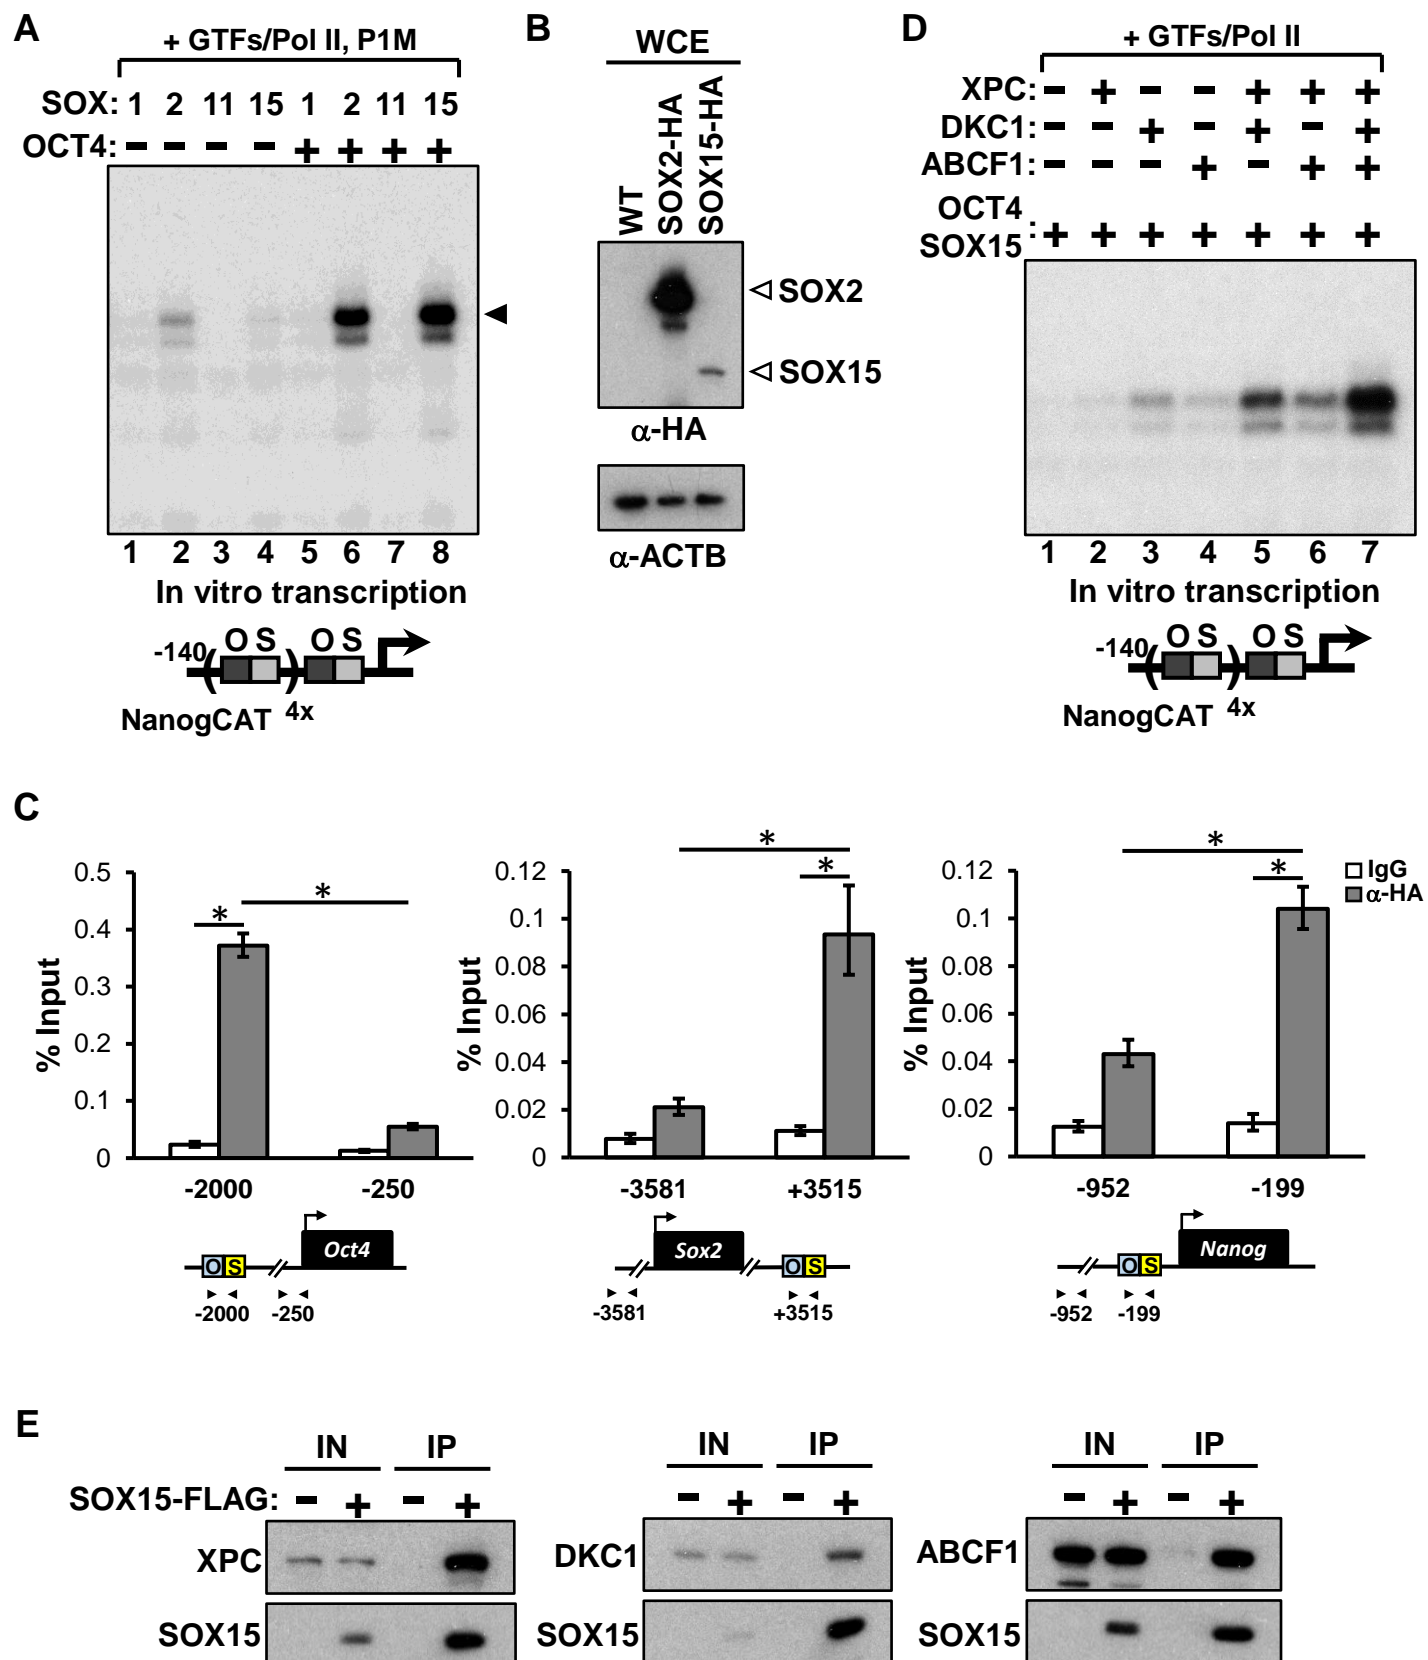 A
+ GTFs/Pol II, P1M
SOX: 1 2 11 15 1 2 11 15
OCT4: − − − − + + + +
1 2 3 4 5 6 7 8
In vitro transcription
-140 ( O S ) O S
NanogCAT 4x
B
WCE
WT SOX2-HA SOX15-HA
SOX2
SOX15
α-HA
α-ACTB
D
+ GTFs/Pol II
XPC: − + − − + + +
DKC1: − − + − + − +
ABCF1: − − − + − + +
OCT4
SOX15 : + + + + + + +
1 2 3 4 5 6 7
In vitro transcription
-140 ( O S ) O S
NanogCAT 4x
C
% Input
0.5
0.4
0.3
0.2
0.1
0
* *
-2000 -250
O S Oct4
-2000 -250
% Input
0.12
0.1
0.08
0.06
0.04
0.02
0
*
*
-3581 +3515
Sox2 O S
-3581 +3515
% Input
0.12
0.1
0.08
0.06
0.04
0.02
0
*
*
-952 -199
O S Nanog
-952 -199
IgG
α-HA
E
IN IP
SOX15-FLAG: − + − +
XPC
SOX15
IN IP
− + − +
DKC1
SOX15
IN IP
− + − +
ABCF1
SOX15